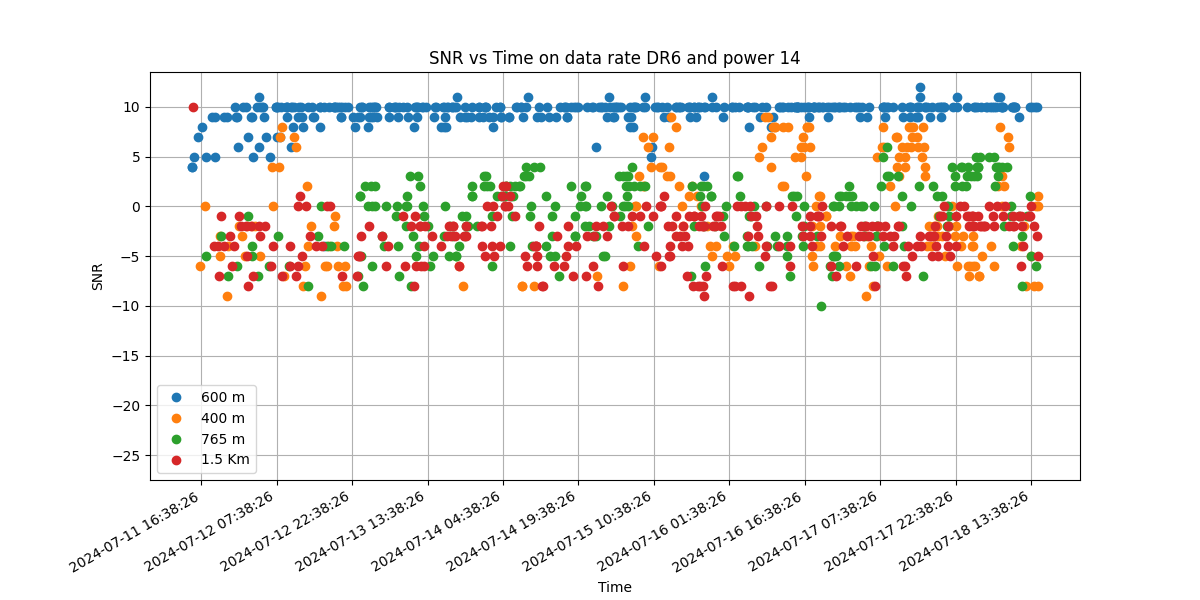 SNR vs Time on data rate DR6 and power 14
SNR
10
5
0
−5
−10
−15
−20
−25
600 m
400 m
765 m
1.5 Km
2024-07-11 16:38:26
2024-07-12 07:38:26
2024-07-12 22:38:26
2024-07-13 13:38:26
2024-07-14 04:38:26
2024-07-14 19:38:26
2024-07-15 10:38:26
2024-07-16 01:38:26
2024-07-16 16:38:26
2024-07-17 07:38:26
2024-07-17 22:38:26
2024-07-18 13:38:26
Time